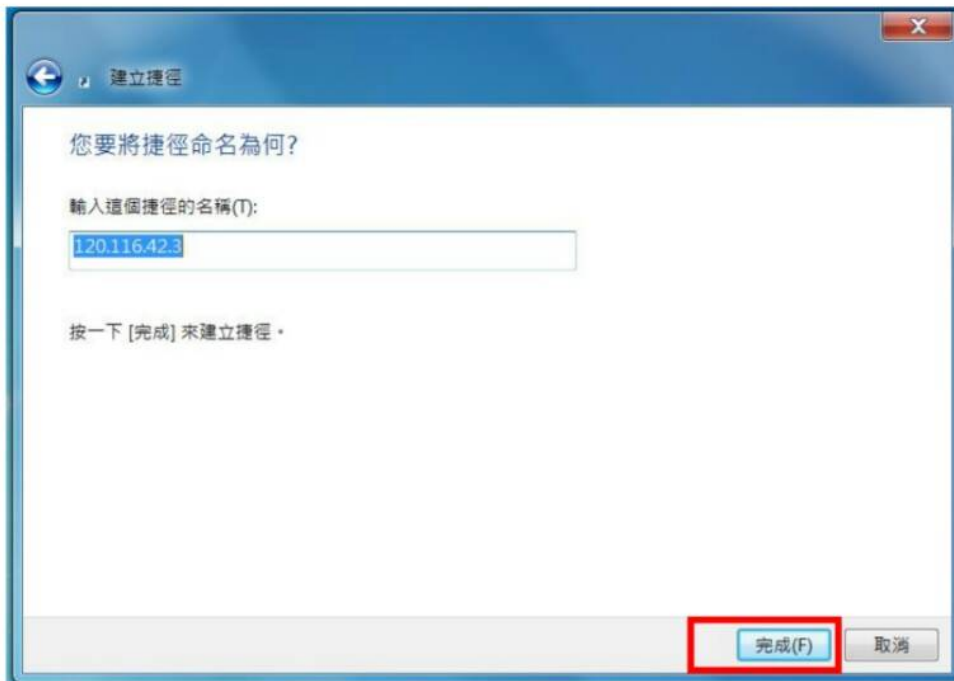 建立捷徑
您要將捷徑命名為何?
輸入這個捷徑的名稱(T):
120.116.42.3
按一下 [完成] 來建立捷徑。
完成(F)
取消